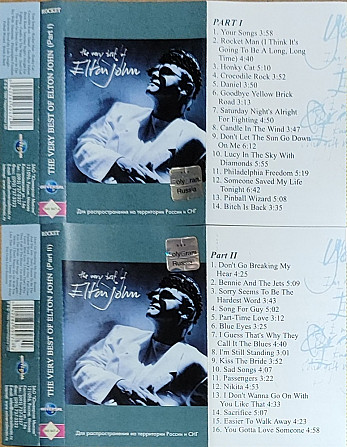 ROCKET
THE VERY BEST OF ELTON JOHN (Part I)
the very best of
Elton John
Для распространения на территории России и СНГ
PolyGram
Russia
PART I
1. Your Songs 3:58
2. Rocket Man (I Think It's
Going To Be A Long, Long
Time) 4:40
3. Honky Cat 5:10
4. Crocodile Rock 3:52
5. Daniel 3:50
6. Goodbye Yellow Brick
Road 3:13
7. Saturday Night's Alright
For Fighting 4:50
8. Candle In The Wind 3:47
9. Don't Let The Sun Go Down
On Me 6:12
10. Lucy In The Sky With
Diamonds 5:55
11. Philadelphia Freedom 5:19
12. Someone Saved My Life
Tonight 6:42
13. Pinball Wizard 5:08
14. Bitch Is Back 3:35
ROCKET
THE VERY BEST OF ELTON JOHN (Part II)
the very best of
Elton John
Для распространения на территории России и СНГ
PolyGram
Russia
Part II
1. Don't Go Breaking My
Hear 4:25
2. Bennie And The Jets 5:09
3. Sorry Seems To Be The
Hardest Word 3:43
4. Song For Guy 5:02
5. Part-Time Love 3:12
6. Blue Eyes 3:25
7. I Guess That's Why They
Call It The Blues 4:40
8. I'm Still Standing 3:01
9. Kiss The Bride 3:52
10. Sad Songs 4:07
11. Passengers 3:22
12. Nikita 4:53
13. I Don't Wanna Go On With
You Like That 4:33
14. Sacrifice 5:07
15. Easier To Walk Away 4:23
16. You Gotta Love Someone 4:58